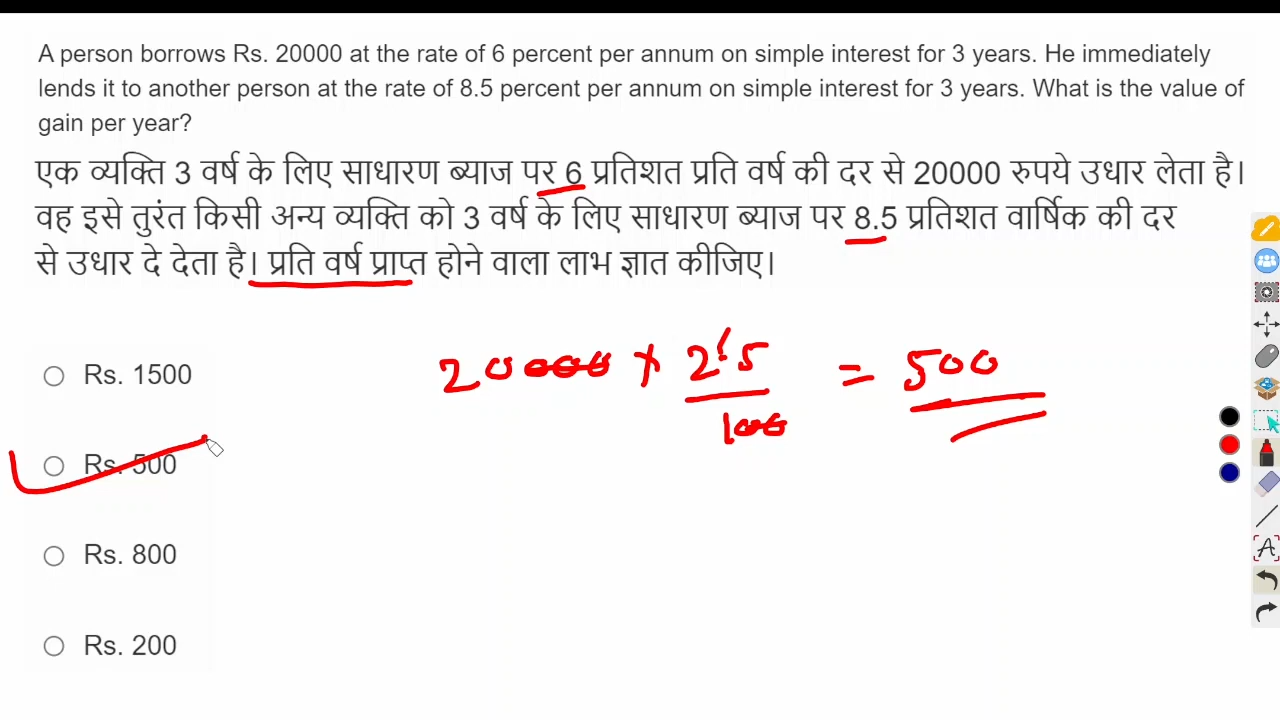 A person borrows Rs. 20000 at the rate of 6 percent per annum on simple interest for 3 years. He immediately
lends it to another person at the rate of 8.5 percent per annum on simple interest for 3 years. What is the value of
gain per year?
एक व्यक्ति 3 वर्ष के लिए साधारण ब्याज पर 6 प्रतिशत प्रति वर्ष की दर से 20000 रुपये उधार लेता है।
वह इसे तुरंत किसी अन्य व्यक्ति को 3 वर्ष के लिए साधारण ब्याज पर 8.5 प्रतिशत वार्षिक की दर
से उधार दे देता है। प्रति वर्ष प्राप्त होने वाला लाभ ज्ञात कीजिए।
20000 × 2.5 = 500
100
Rs. 1500
Rs. 500
Rs. 800
Rs. 200
A